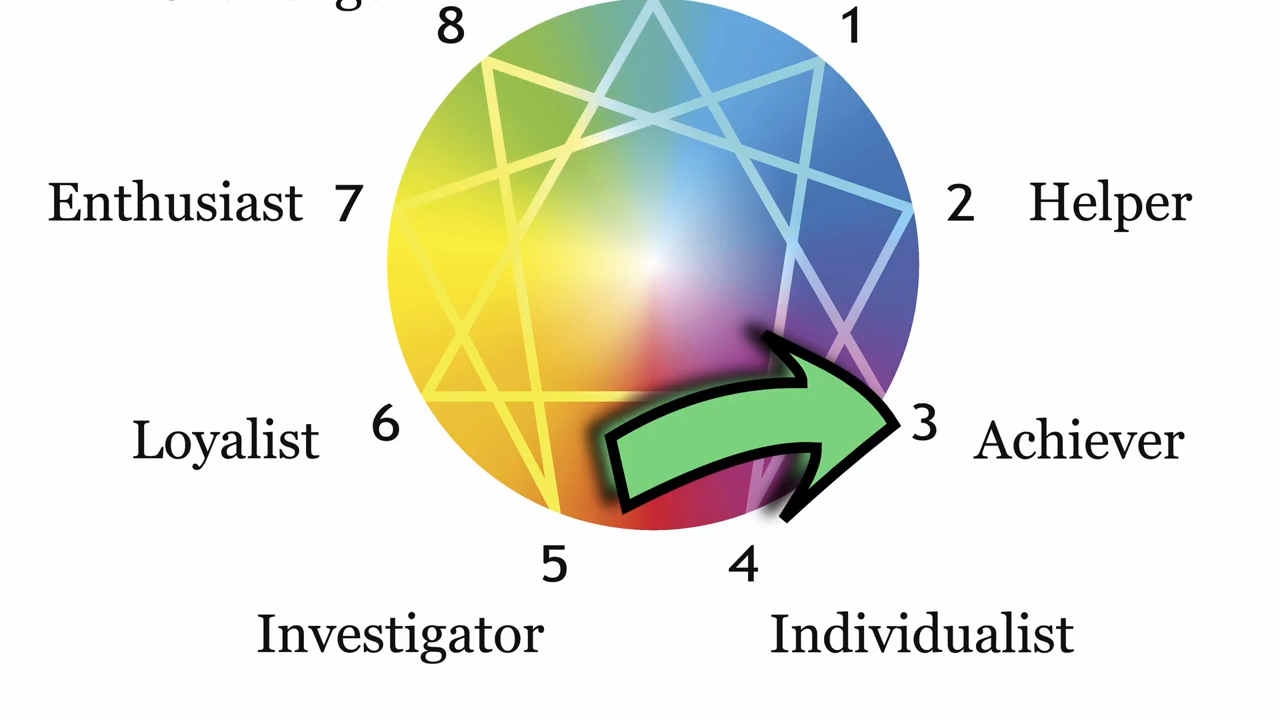 8
1
Enthusiast 7
2 Helper
Loyalist 6
3 Achiever
5
4
Investigator
Individualist